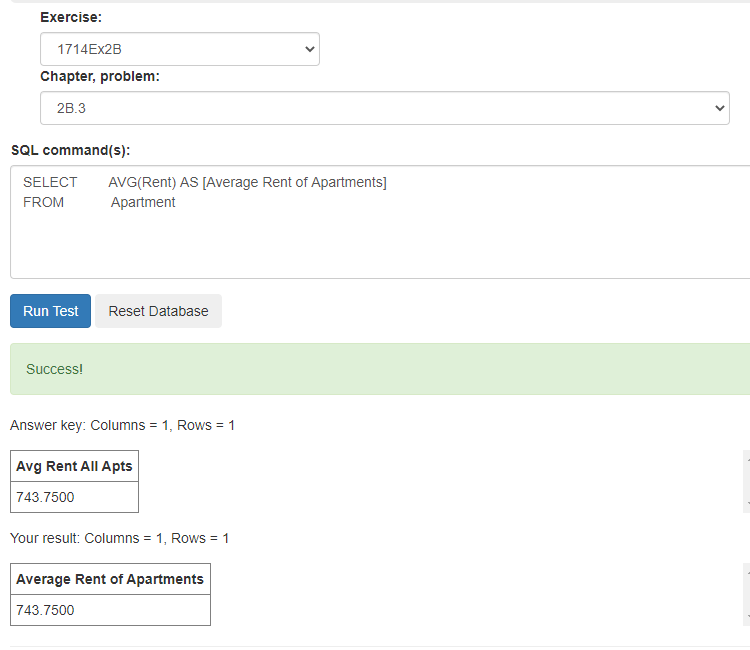 Exercise:
1714Ex2B
Chapter, problem:
2B.3
SQL command(s):
SELECT AVG(Rent) AS [Average Rent of Apartments]
FROM Apartment
Run Test Reset Database
Success!
Answer key: Columns = 1, Rows = 1
Avg Rent All Apts
743.7500
Your result: Columns = 1, Rows = 1
Average Rent of Apartments
743.7500